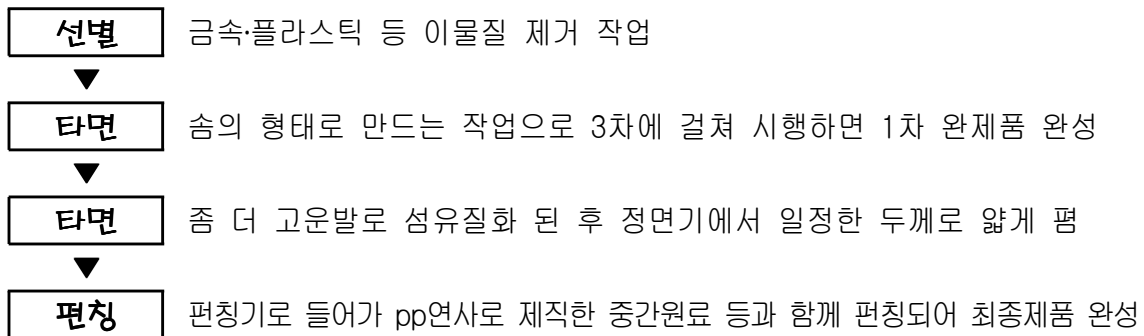 선별 금속·플라스틱 등 이물질 제거 작업
▼
타면 솜의 형태로 만드는 작업으로 3차에 걸쳐 시행하면 1차 완제품 완성
▼
타면 좀 더 고운발로 섬유질화 된 후 정면기에서 일정한 두께로 얇게 폄
▼
펀칭 펀칭기로 들어가 pp연사로 제직한 중간원료 등과 함께 펀칭되어 최종제품 완성